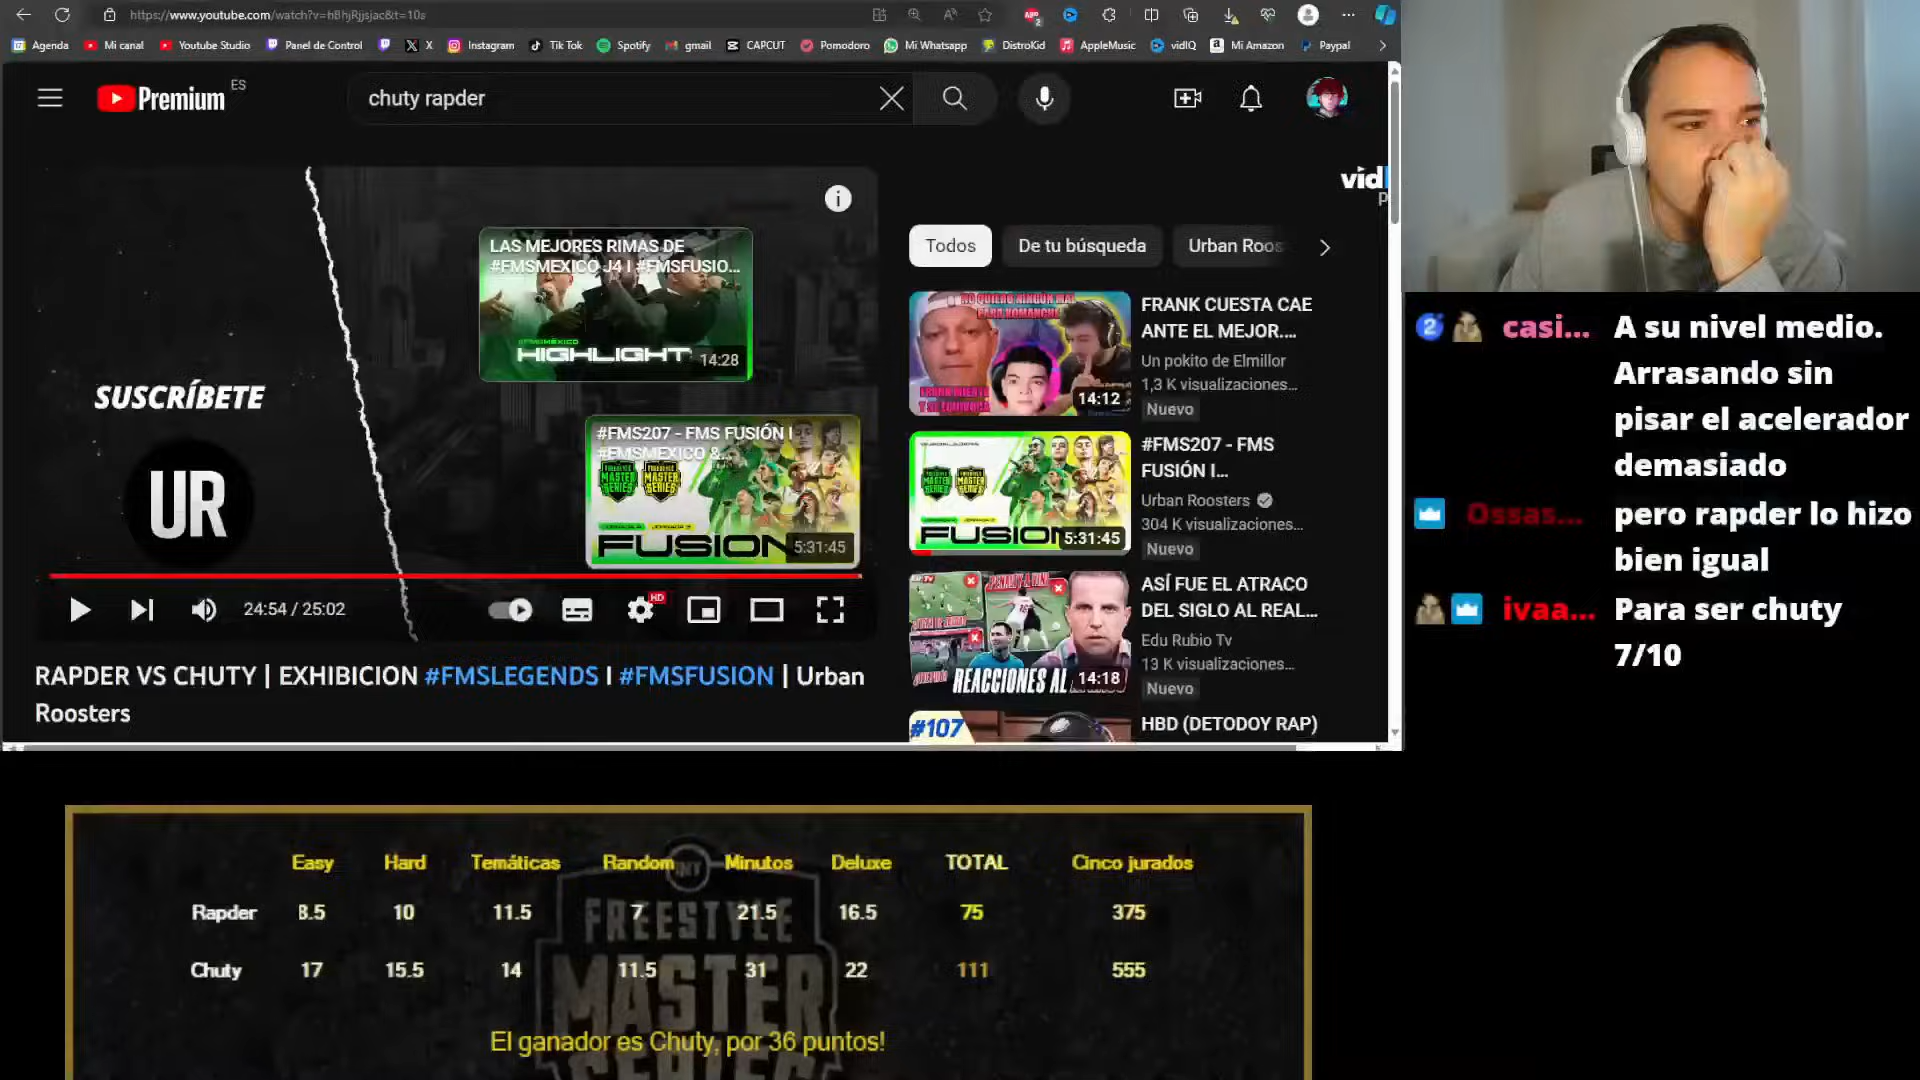 https://www.youtube.com/watch?v=hBhjRjjsjac&t=10s
Agenda Mi canal Youtube Studio Panel de Control X Instagram Tik Tok Spotify gmail CAPCUT Pomodoro Mi Whatsapp DistroKid AppleMusic vidIQ Mi Amazon Paypal
Premium ES
chuty rapder
LAS MEJORES RIMAS DE
#FMSMEXICO J4 I #FMSFUSIO...
#FMSMÉXICO
HIGHLIGHT 14:28
SUSCRÍBETE
UR
#FMS207 - FMS FUSIÓN I
#FMSMEXICO &...
FUSION 5:31:45
24:54 / 25:02
HD
RAPDER VS CHUTY | EXHIBICION #FMSLEGENDS I #FMSFUSION | Urban
Roosters
Todos De tu búsqueda Urban Roos
FRANK CUESTA CAE
ANTE EL MEJOR....
Un pokito de Elmillor
1,3 K visualizaciones...
Nuevo
14:12
#FMS207 - FMS
FUSIÓN I...
Urban Roosters
304 K visualizaciones...
Nuevo
FUSION 5:31:45
ASÍ FUE EL ATRACO
DEL SIGLO AL REAL...
Edu Rubio Tv
13 K visualizaciones...
Nuevo
REACCIONES AL
14:18
#107
HBD (DETODOY RAP)
casi... A su nivel medio.
Arrasando sin
pisar el acelerador
demasiado
Ossas... pero rapder lo hizo
bien igual
ivaa... Para ser chuty
7/10
Easy Hard Temáticas Random Minutos Deluxe TOTAL Cinco jurados
Rapder 8.5 10 11.5 7 21.5 16.5 75 375
Chuty 17 15.5 14 11.5 31 22 111 555
FREESTYLE
MASTER
SERIES
El ganador es Chuty, por 36 puntos!